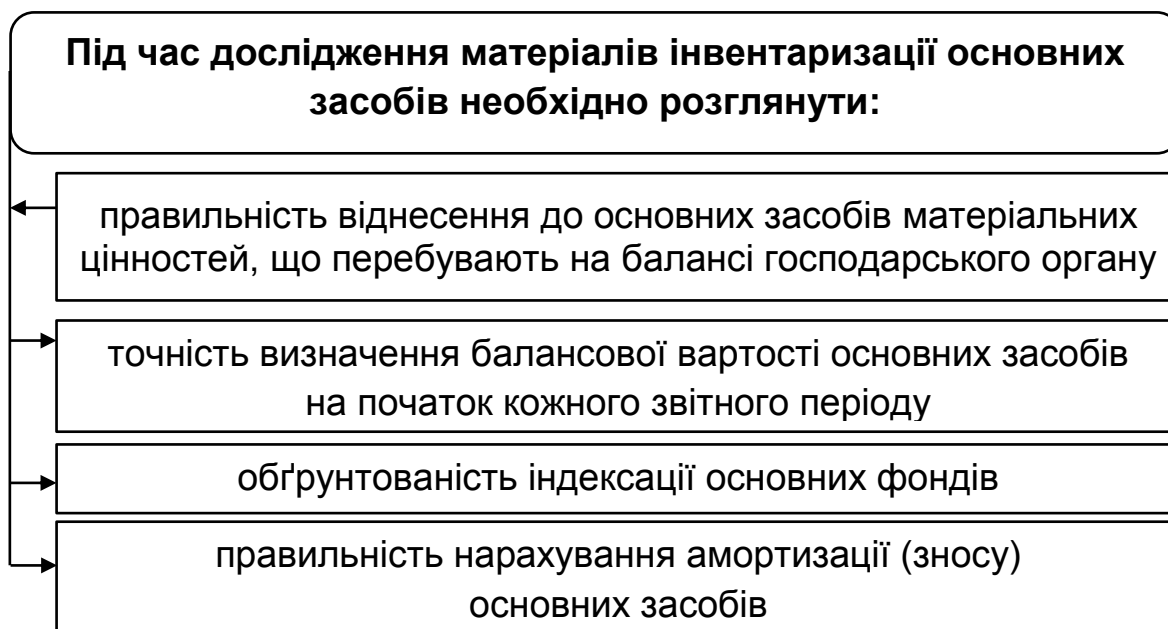 Під час дослідження матеріалів інвентаризації основних
засобів необхідно розглянути:
правильність віднесення до основних засобів матеріальних
цінностей, що перебувають на балансі господарського органу
точність визначення балансової вартості основних засобів
на початок кожного звітного періоду
обґрунтованість індексації основних фондів
правильність нарахування амортизації (зносу)
основних засобів